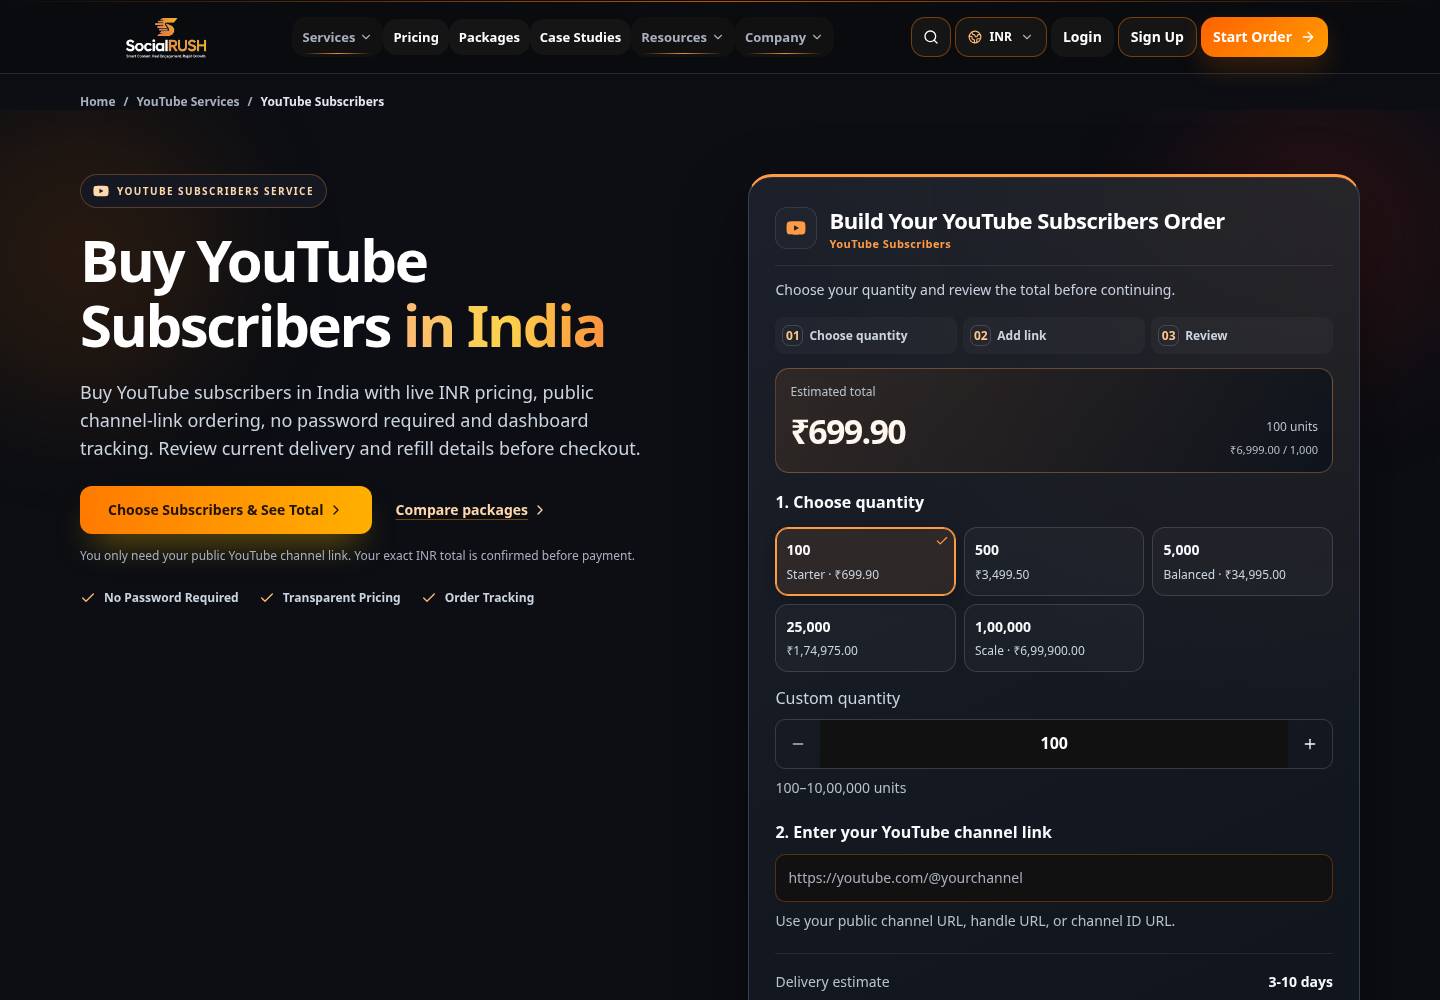 SocialRUSH
Services
Pricing
Packages
Case Studies
Resources
Company
INR
Login
Sign Up
Start Order
Home / YouTube Services / YouTube Subscribers
YOUTUBE SUBSCRIBERS SERVICE
Buy YouTube
Subscribers in India
Buy YouTube subscribers in India with live INR pricing, public
channel-link ordering, no password required and dashboard
tracking. Review current delivery and refill details before checkout.
Choose Subscribers & See Total
Compare packages
You only need your public YouTube channel link. Your exact INR total is confirmed before payment.
No Password Required
Transparent Pricing
Order Tracking
Build Your YouTube Subscribers Order
YouTube Subscribers
Choose your quantity and review the total before continuing.
01 Choose quantity
02 Add link
03 Review
Estimated total
₹699.90
100 units
₹6,999.00 / 1,000
1. Choose quantity
100
Starter · ₹699.90
500
₹3,499.50
5,000
Balanced · ₹34,995.00
25,000
₹1,74,975.00
1,00,000
Scale · ₹6,99,900.00
Custom quantity
− 100 +
100–10,00,000 units
2. Enter your YouTube channel link
https://youtube.com/@yourchannel
Use your public channel URL, handle URL, or channel ID URL.
Delivery estimate
3-10 days